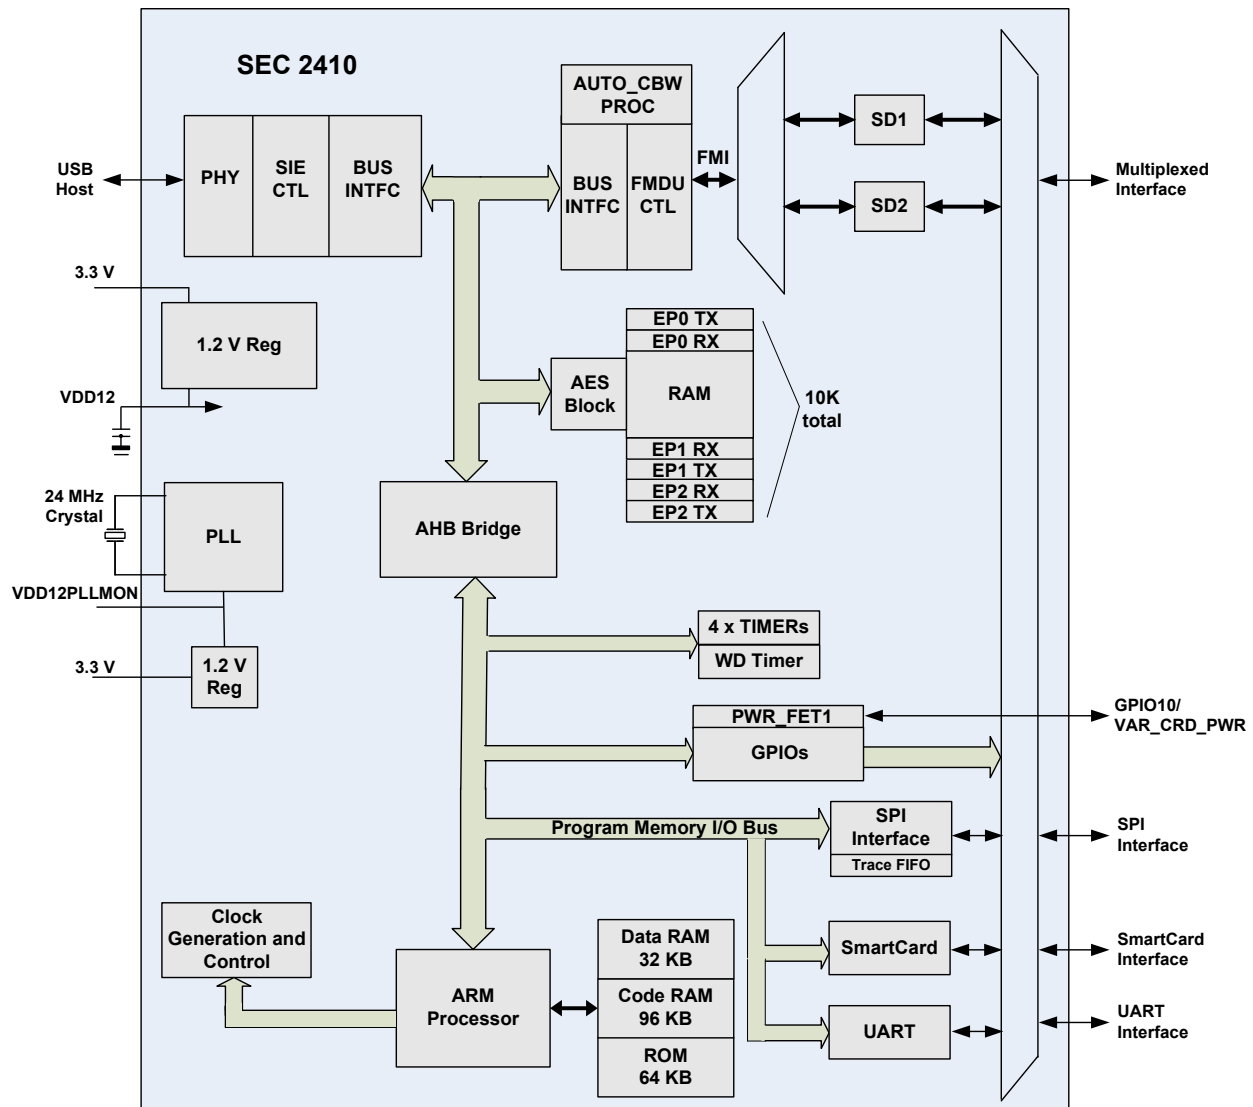 SEC 2410
AUTO_CBW
PROC
USB
Host
PHY
SIE
CTL
BUS
INTFC
BUS
INTFC
FMDU
CTL
FMI
SD1
SD2
Multiplexed
Interface
3.3 V
1.2 V Reg
VDD12
EP0 TX
EP0 RX
AES
Block
RAM
EP1 RX
EP1 TX
EP2 RX
EP2 TX
10K
total
24 MHz
Crystal
PLL
AHB Bridge
VDD12PLLMON
3.3 V
1.2 V
Reg
4 x TIMERs
WD Timer
PWR_FET1
GPIOs
GPIO10/
VAR_CRD_PWR
Program Memory I/O Bus
SPI
Interface
Trace FIFO
SPI
Interface
Clock
Generation and
Control
ARM
Processor
Data RAM
32 KB
Code RAM
96 KB
ROM
64 KB
SmartCard
SmartCard
Interface
UART
UART
Interface